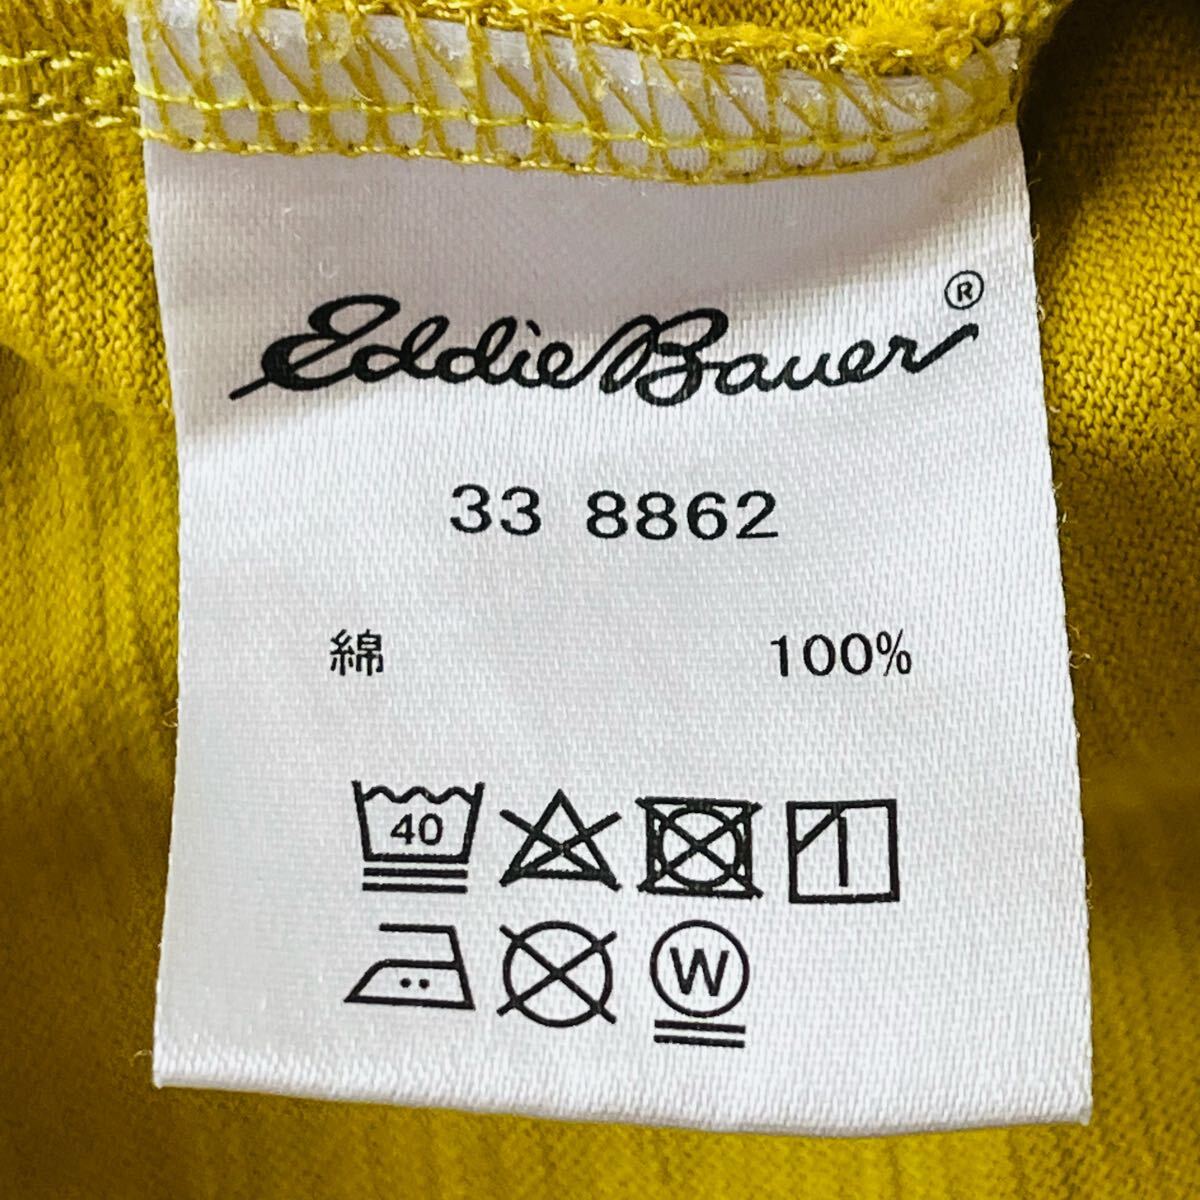 Eddie Bauer®
33 8862
綿 100%
40
W